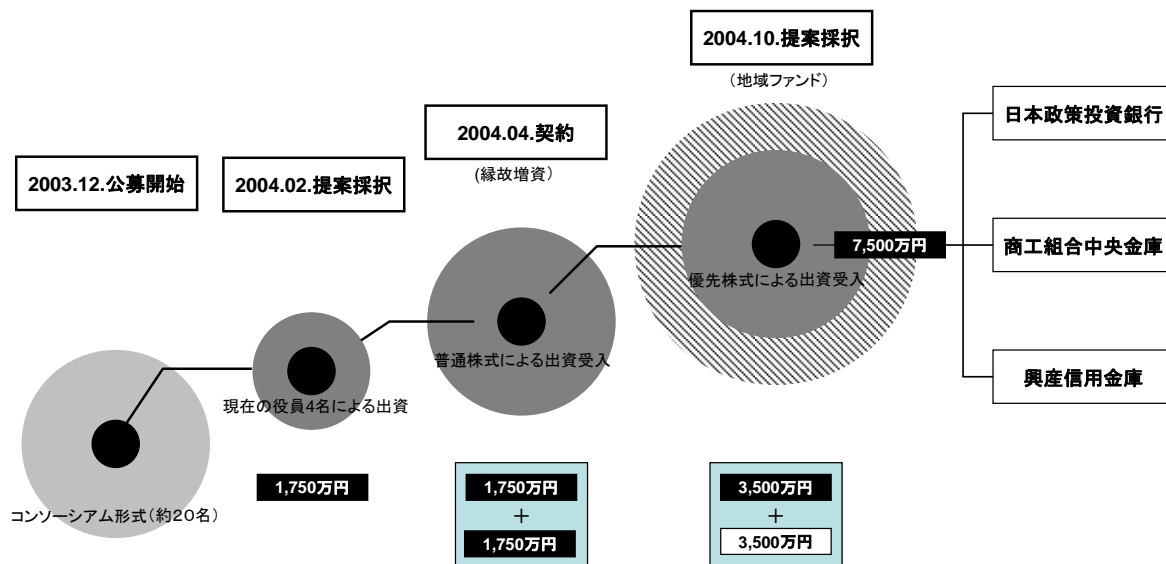 2004.10.提案採択
(地域ファンド)
日本政策投資銀行
2004.04.契約
(縁故増資)
2003.12.公募開始
2004.02.提案採択
7,500万円
商工組合中央金庫
優先株式による出資受入
普通株式による出資受入
興産信用金庫
現在の役員4名による出資
コンソーシアム形式(約20名)
1,750万円
1,750万円
+
1,750万円
3,500万円
+
3,500万円